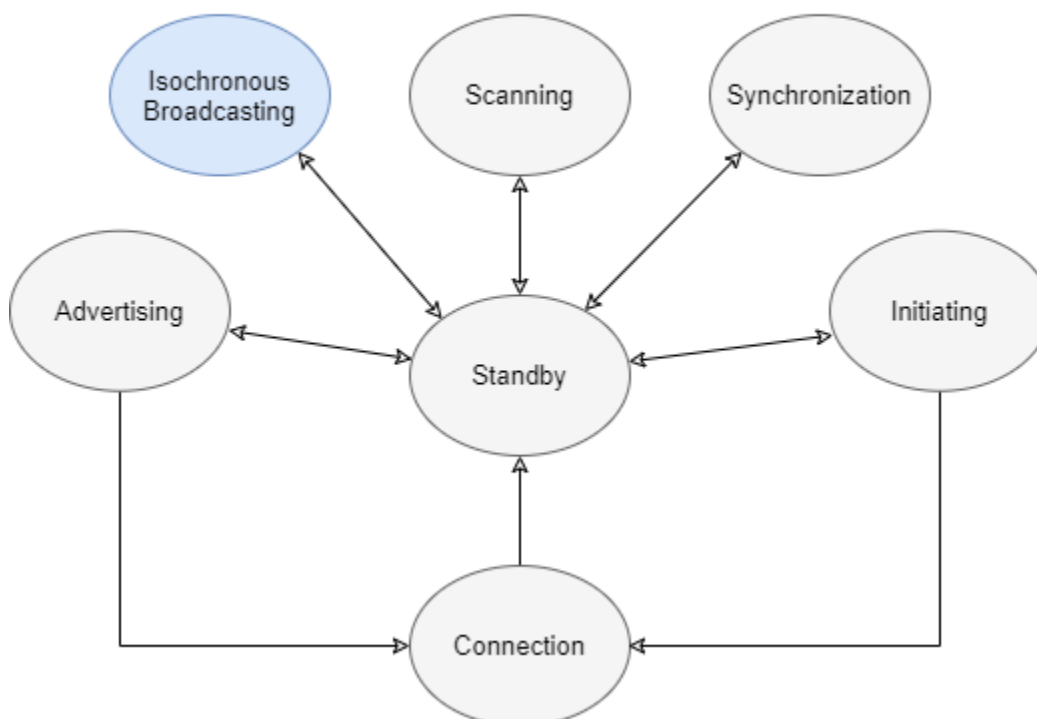 Isochronous
Broadcasting
Scanning
Synchronization
Advertising
Initiating
Standby
Connection